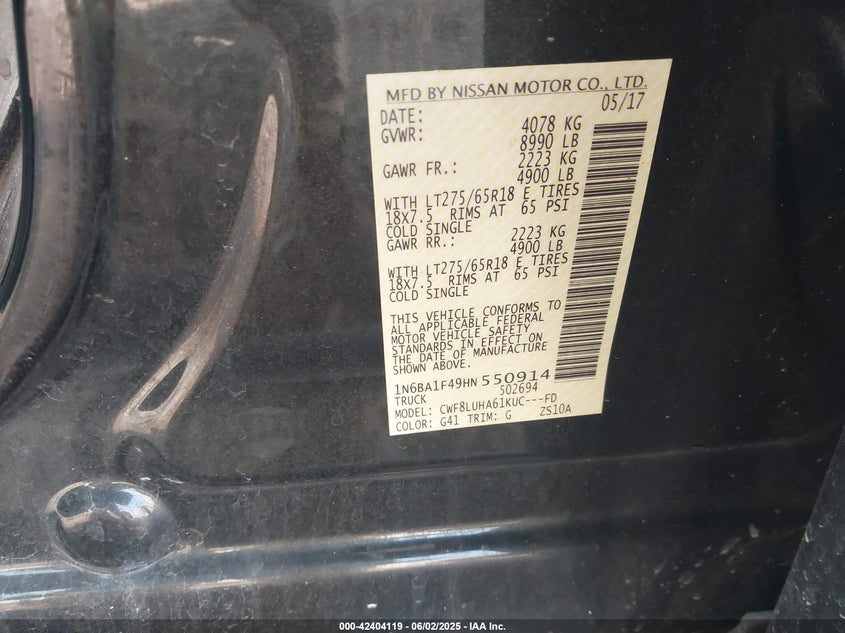 MFD BY NISSAN MOTOR CO., LTD.
DATE: 05/17
GVWR: 4078 KG
8990 LB
GAWR FR.: 2223 KG
4900 LB
WITH LT275/65R18 E TIRES
18x7.5 RIMS AT 65 PSI
COLD SINGLE
GAWR RR.: 2223 KG
4900 LB
WITH LT275/65R18 E TIRES
18x7.5 RIMS AT 65 PSI
COLD SINGLE
THIS VEHICLE CONFORMS TO
ALL APPLICABLE FEDERAL
MOTOR VEHICLE SAFETY
STANDARDS IN EFFECT ON
THE DATE OF MANUFACTURE
SHOWN ABOVE.
1N6BA1F49HN550914
TRUCK 502694
MODEL: CWF8LUHA61KUC---FD
COLOR: G41 TRIM: G ZS10A
000-42404119 - 06/02/2025 - IAA Inc.